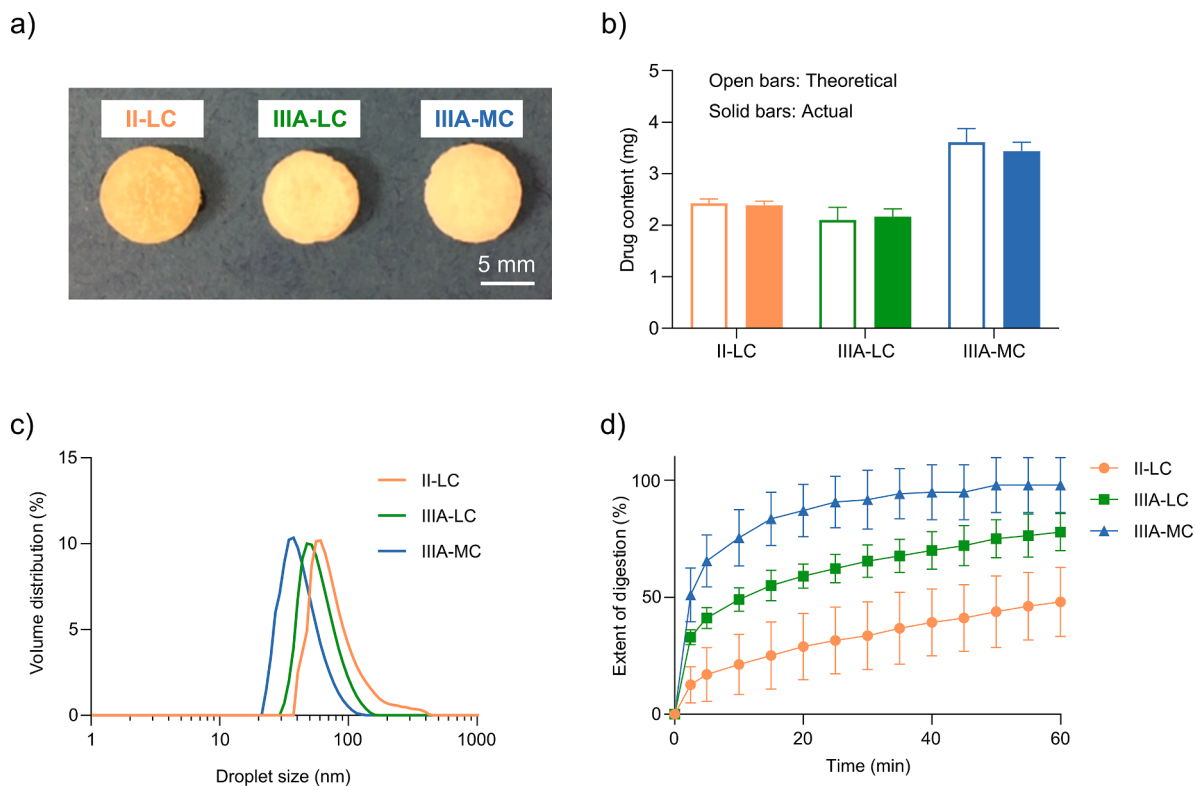 a)
II-LC
IIIA-LC
IIIA-MC
5 mm
b)
Open bars: Theoretical
Solid bars: Actual
Drug content (mg)
5
4
3
2
1
0
II-LC
IIIA-LC
IIIA-MC
c)
Volume distribution (%)
15
10
5
0
1
10
100
1000
Droplet size (nm)
II-LC
IIIA-LC
IIIA-MC
d)
Extent of digestion (%)
100
50
0
0
20
40
60
Time (min)
II-LC
IIIA-LC
IIIA-MC